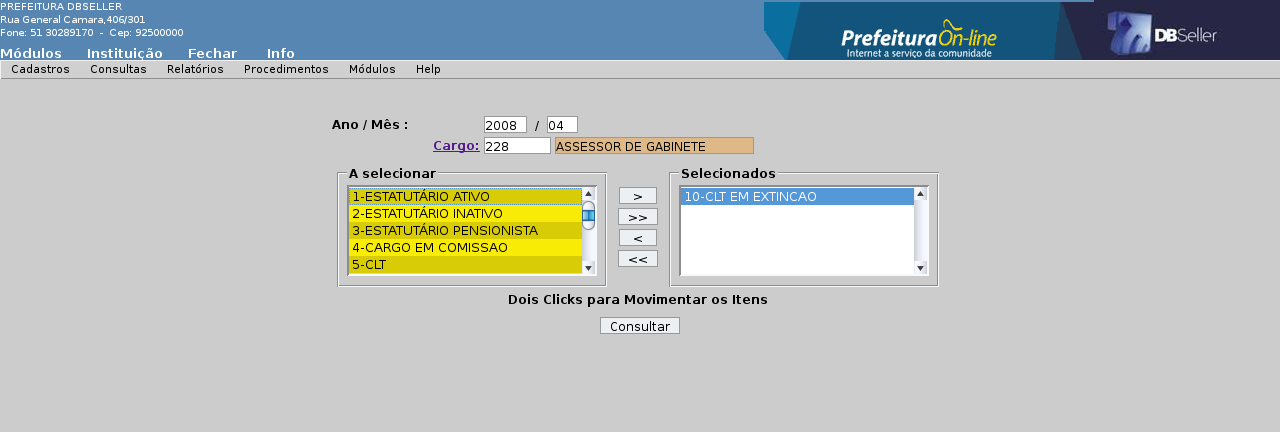 PREFEITURA DBSELLER
Rua General Camara,406/301
Fone: 51 30289170 - Cep: 92500000
Módulos Instituição Fechar Info
Prefeitura On-line
Internet a serviço da comunidade
DBSeller
Cadastros Consultas Relatórios Procedimentos Módulos Help
Ano / Mês : 2008 / 04
Cargo: 228 ASSESSOR DE GABINETE
A selecionar
1-ESTATUTÁRIO ATIVO
2-ESTATUTÁRIO INATIVO
3-ESTATUTÁRIO PENSIONISTA
4-CARGO EM COMISSAO
5-CLT
>
>>
<
<<
Selecionados
10-CLT EM EXTINCAO
Dois Clicks para Movimentar os Itens
Consultar